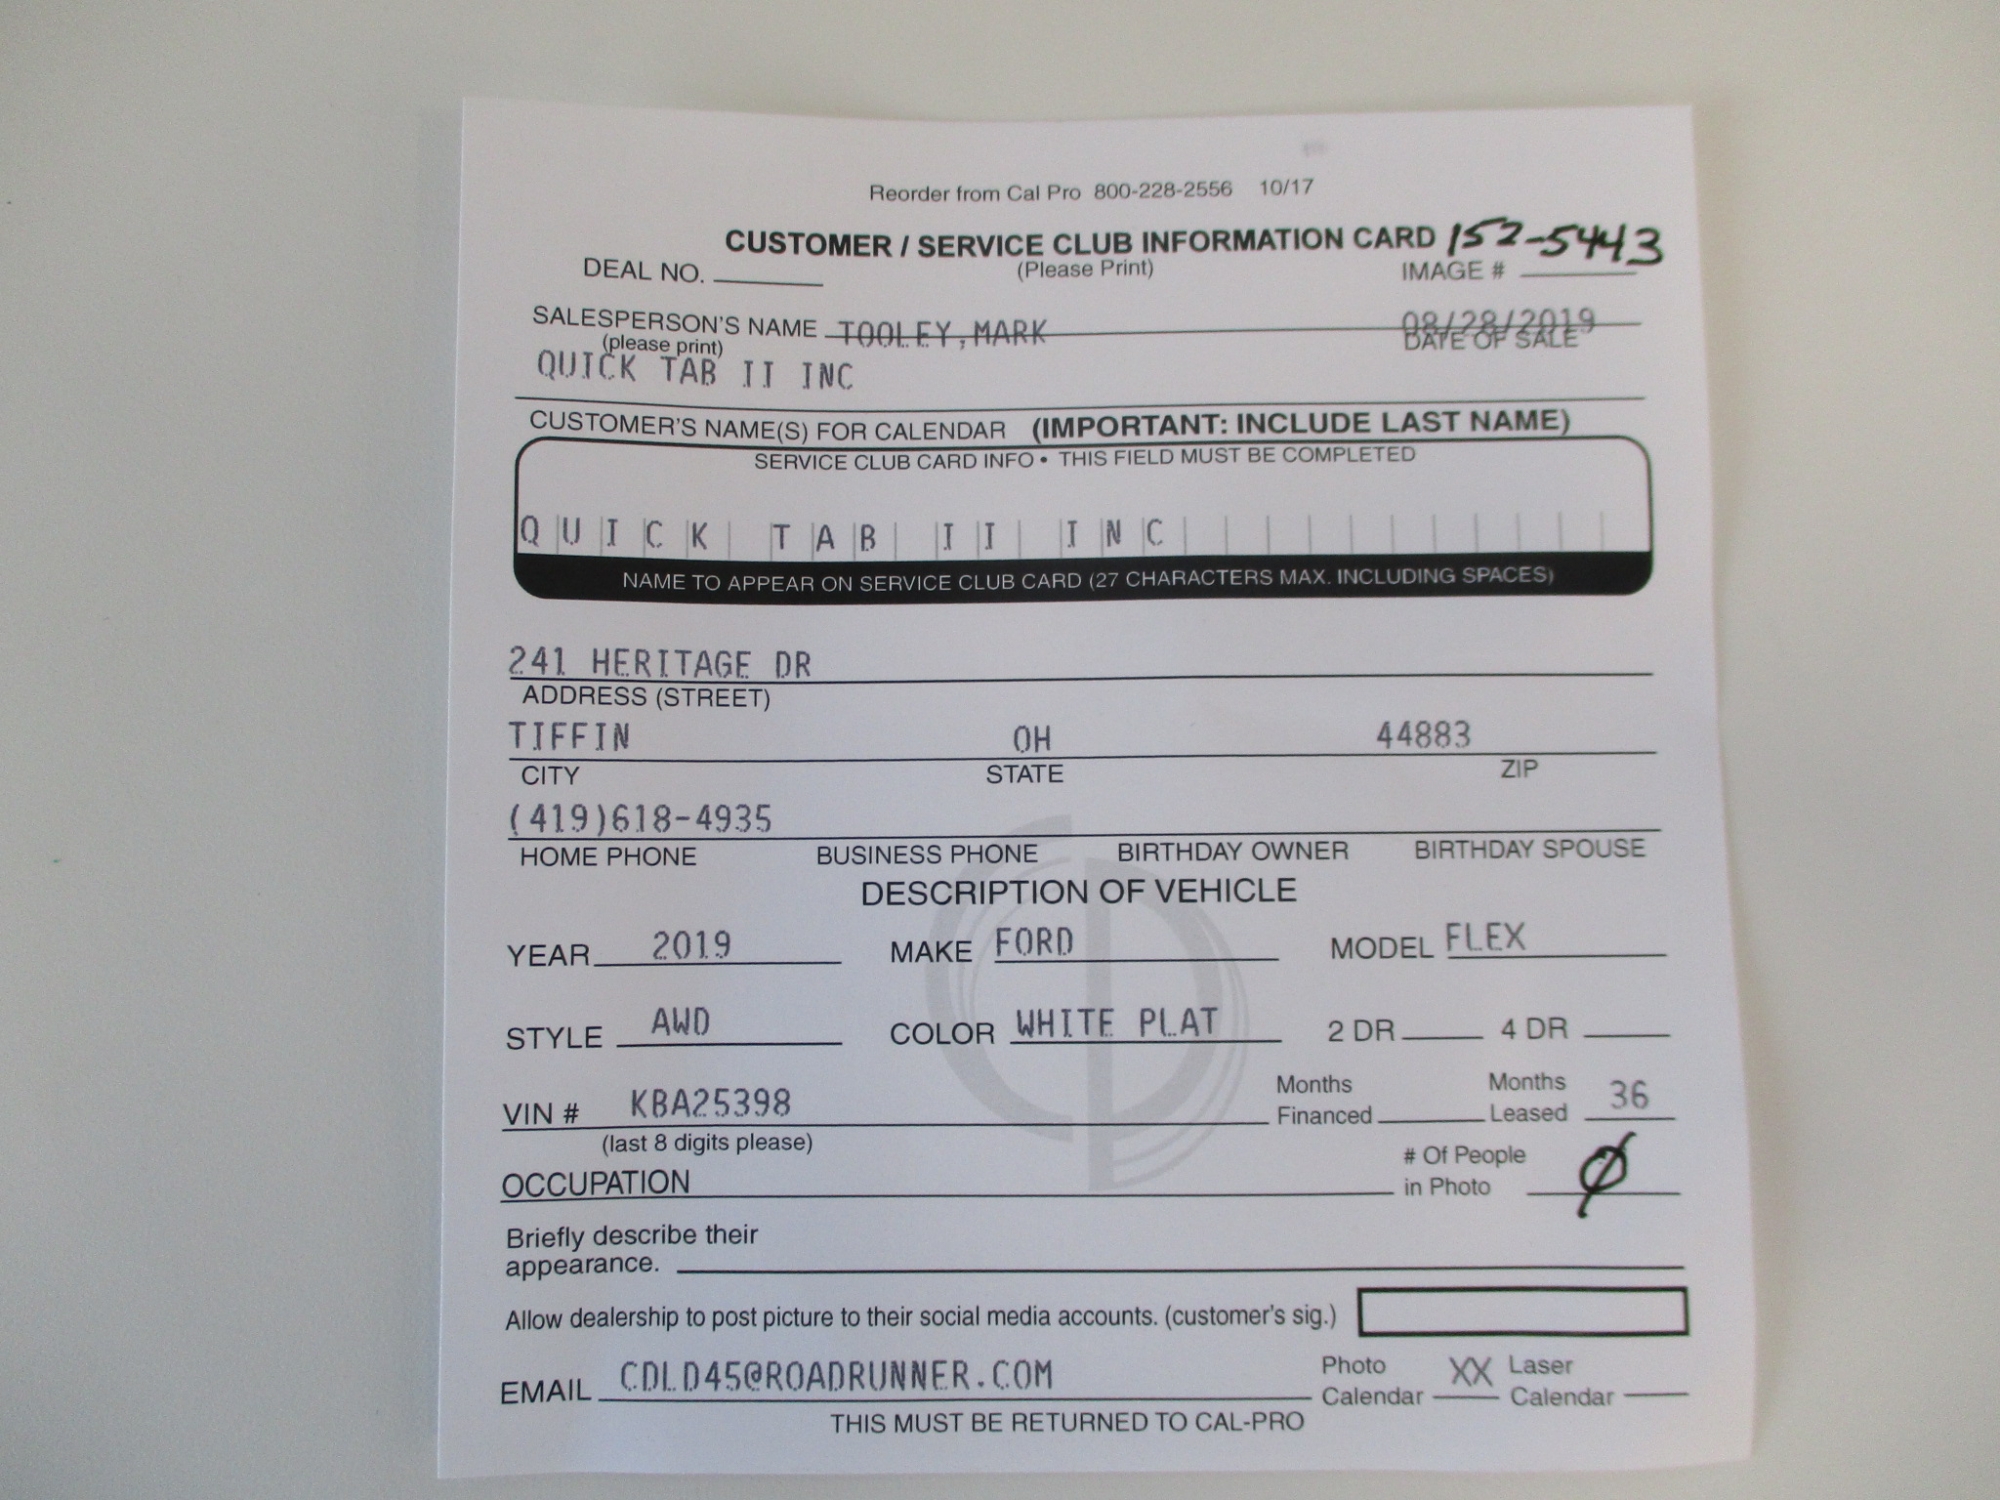 Reorder from Cal Pro 800-228-2556 10/17
CUSTOMER / SERVICE CLUB INFORMATION CARD 152-5443
DEAL NO. (Please Print) IMAGE #
SALESPERSON'S NAME TOOLEY,MARK 08/28/2019
(please print) DATE OF SALE
QUICK TAB II INC
CUSTOMER'S NAME(S) FOR CALENDAR (IMPORTANT: INCLUDE LAST NAME)
SERVICE CLUB CARD INFO • THIS FIELD MUST BE COMPLETED
QUICK TAB II INC
NAME TO APPEAR ON SERVICE CLUB CARD (27 CHARACTERS MAX. INCLUDING SPACES)
241 HERITAGE DR
ADDRESS (STREET)
TIFFIN OH 44883
CITY STATE ZIP
(419)618-4935
HOME PHONE BUSINESS PHONE BIRTHDAY OWNER BIRTHDAY SPOUSE
DESCRIPTION OF VEHICLE
YEAR 2019 MAKE FORD MODEL FLEX
STYLE AWD COLOR WHITE PLAT 2 DR 4 DR
VIN # KBA25398 Months Financed Months Leased 36
(last 8 digits please)
OCCUPATION # Of People in Photo Ø
Briefly describe their
appearance.
Allow dealership to post picture to their social media accounts. (customer's sig.)
EMAIL CDLD45@ROADRUNNER.COM Photo Calendar XX Laser Calendar
THIS MUST BE RETURNED TO CAL-PRO